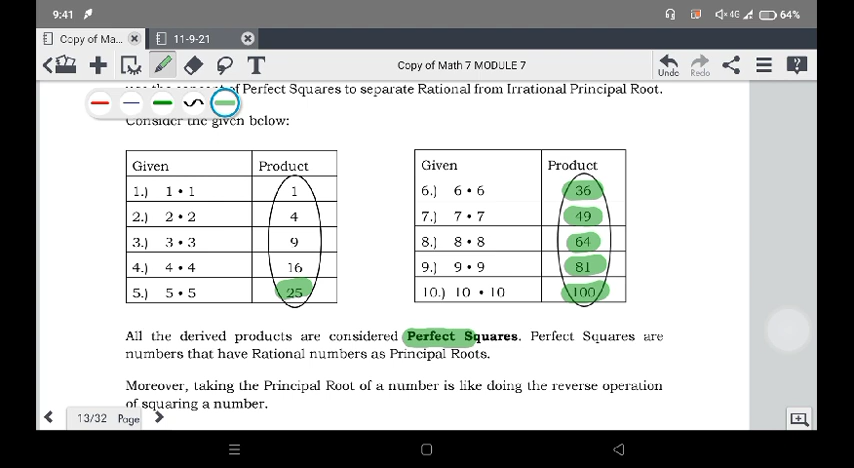 9:41
4G
64%
Copy of Ma...
11-9-21
T
Copy of Math 7 MODULE 7
Undo
Redo
of Perfect Squares to separate Rational from Irrational Principal Root.
Consider the given below:
Given Product
1.) 1 • 1 1
2.) 2 • 2 4
3.) 3 • 3 9
4.) 4 • 4 16
5.) 5 • 5 25
Given Product
6.) 6 • 6 36
7.) 7 • 7 49
8.) 8 • 8 64
9.) 9 • 9 81
10.) 10 • 10 100
All the derived products are considered Perfect Squares. Perfect Squares are
numbers that have Rational numbers as Principal Roots.
Moreover, taking the Principal Root of a number is like doing the reverse operation
of squaring a number.
13/32 Page